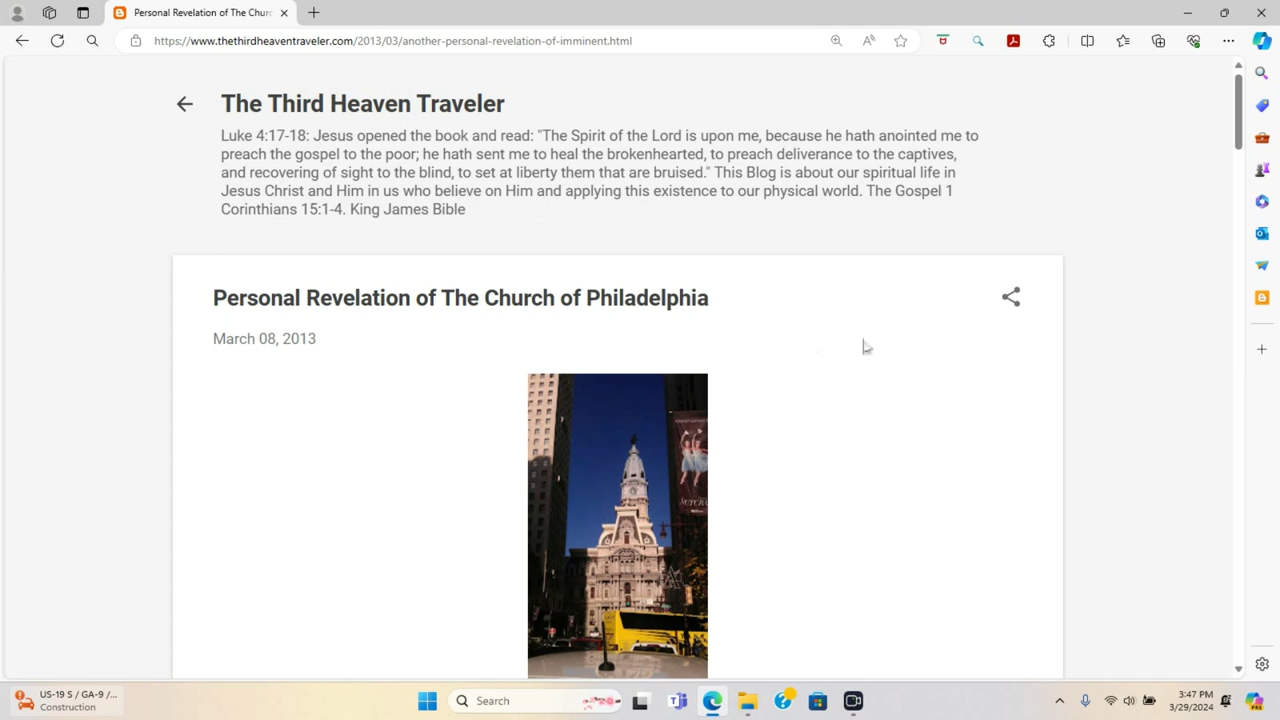 Personal Revelation of The Churc
https://www.thethirdheaventraveler.com/2013/03/another-personal-revelation-of-imminent.html
The Third Heaven Traveler
Luke 4:17-18: Jesus opened the book and read: "The Spirit of the Lord is upon me, because he hath anointed me to
preach the gospel to the poor; he hath sent me to heal the brokenhearted, to preach deliverance to the captives,
and recovering of sight to the blind, to set at liberty them that are bruised." This Blog is about our spiritual life in
Jesus Christ and Him in us who believe on Him and applying this existence to our physical world. The Gospel 1
Corinthians 15:1-4. King James Bible
Personal Revelation of The Church of Philadelphia
March 08, 2013
US-19 S / GA-9 /...
Construction
Search
3:47 PM
3/29/2024